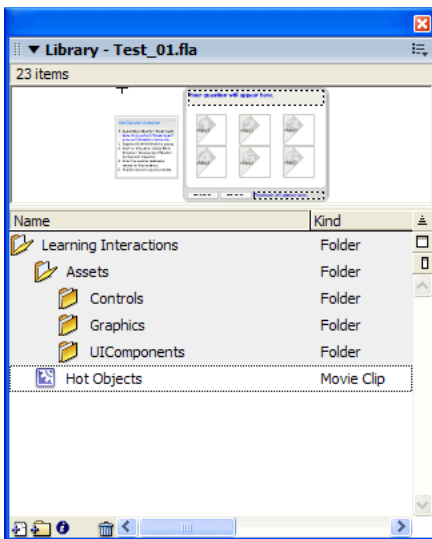 Library - Test_01.fla
23 items
Your question will appear here.
Name Kind
Learning Interactions Folder
Assets Folder
Controls Folder
Graphics Folder
UIComponents Folder
Hot Objects Movie Clip